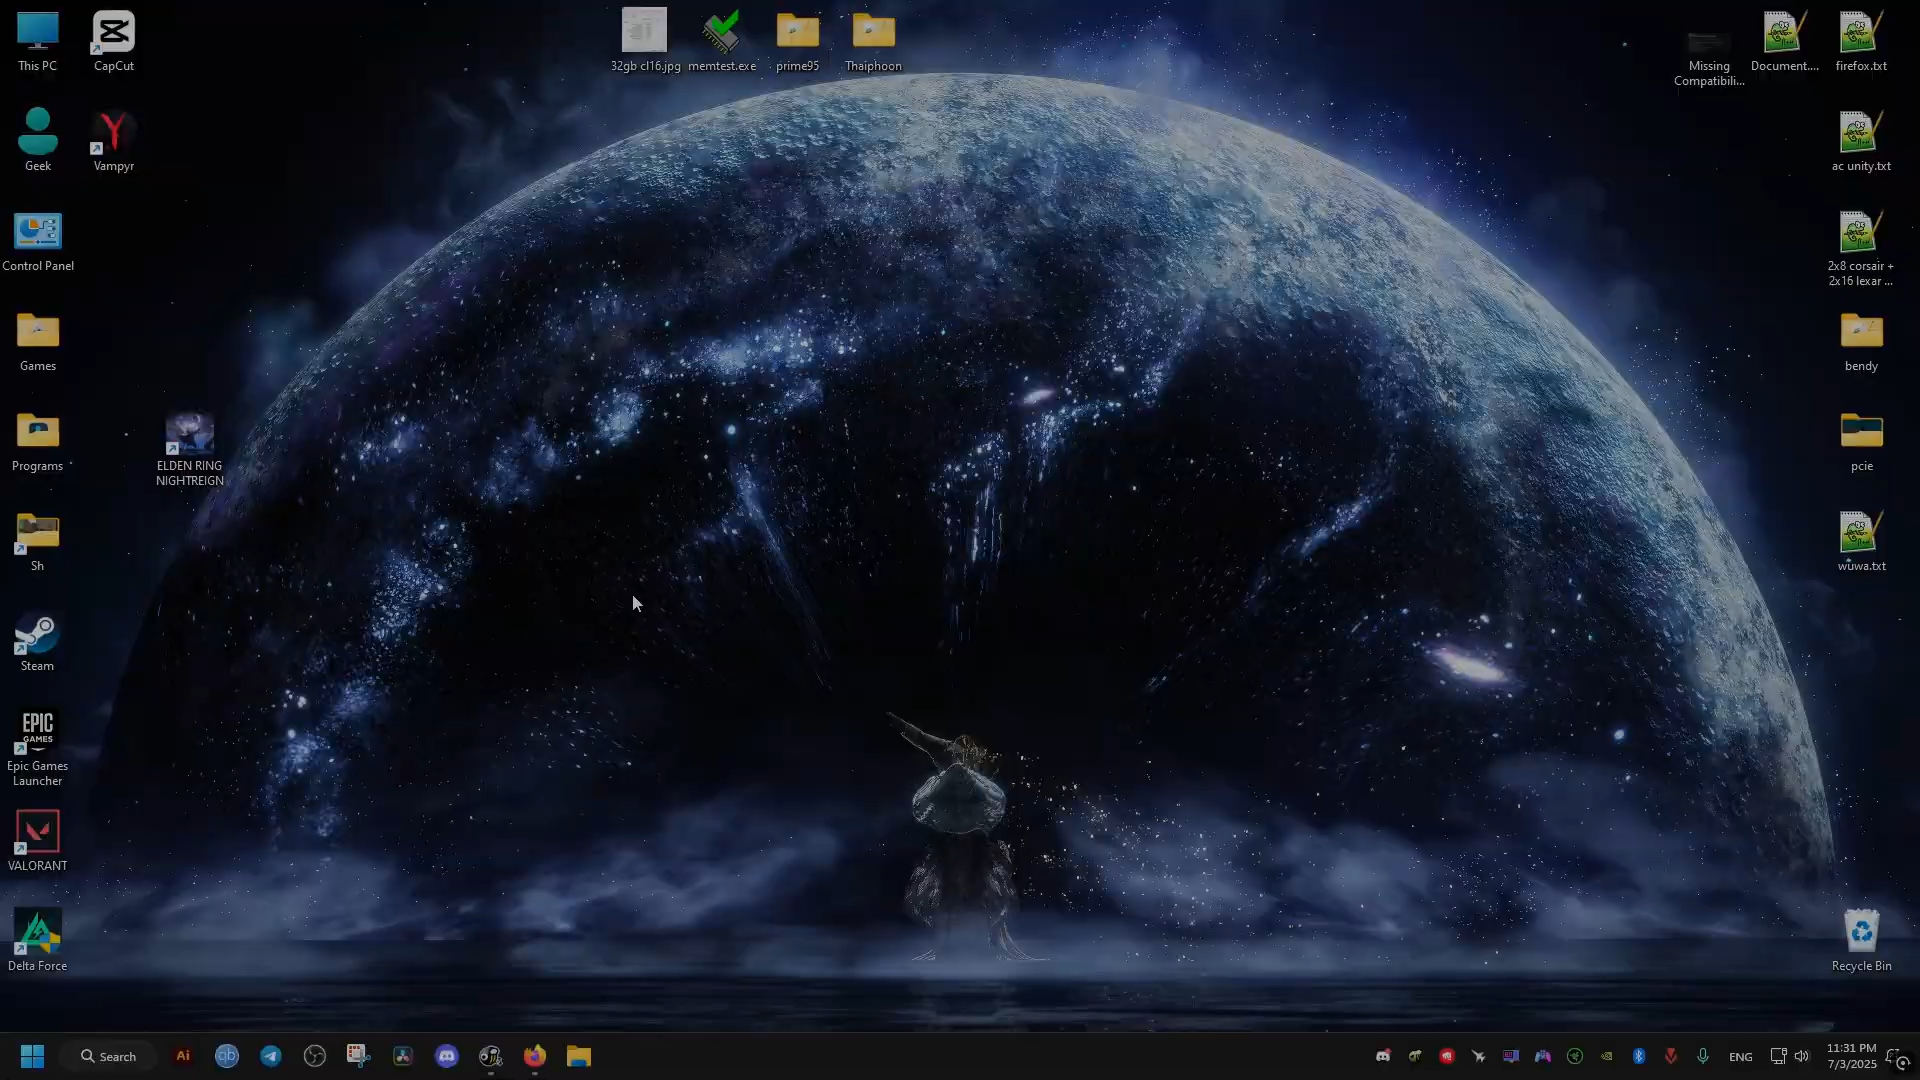 This PC
CapCut
32gb cl16.jpg
memtest.exe
prime95
Thaiphoon
Missing
Compatibili...
Document....
firefox.txt
Geek
Vampyr
ac unity.txt
Control Panel
2x8 corsair +
2x16 lexar ...
Games
bendy
Programs
ELDEN RING
NIGHTREIGN
pcie
Sh
wuwa.txt
Steam
EPIC
GAMES
Epic Games
Launcher
VALORANT
Delta Force
Recycle Bin
Search
Ai
qb
ENG
11:31 PM
7/3/2025